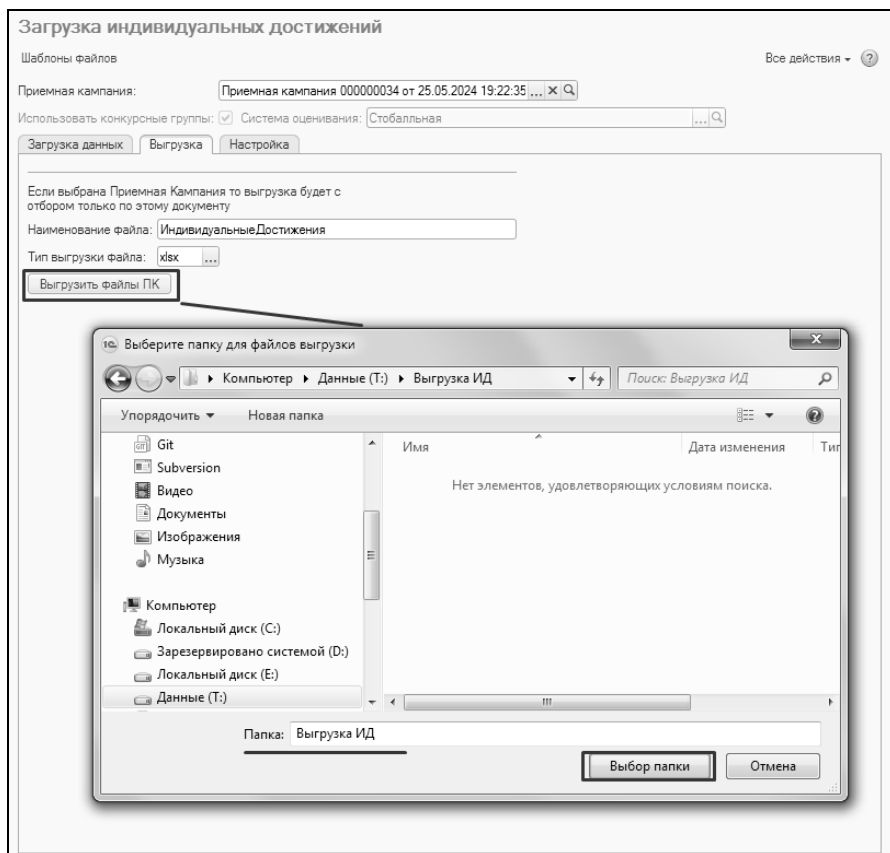 Загрузка индивидуальных достижений
Шаблоны файлов
Все действия
?
Приемная кампания: Приемная кампания 000000034 от 25.05.2024 19:22:35 ... × 
Использовать конкурсные группы: Система оценивания: Стобалльная ...
Загрузка данных Выгрузка Настройка
Если выбрана Приемная Кампания то выгрузка будет с
отбором только по этому документу
Наименование файла: ИндивидуальныеДостижения
Тип выгрузки файла: xlsx ...
Выгрузить файлы ПК
1С Выберите папку для файлов выгрузки x
Компьютер Данные (T:) Выгрузка ИД Поиск: Выгрузка ИД
Упорядочить Новая папка ?
Git
Subversion
Видео
Документы
Изображения
Музыка
Компьютер
Локальный диск (C:)
Зарезервировано системой (D:)
Локальный диск (E:)
Данные (T:)
Имя Дата изменения Тип
Нет элементов, удовлетворяющих условиям поиска.
Папка: Выгрузка ИД
Выбор папки Отмена